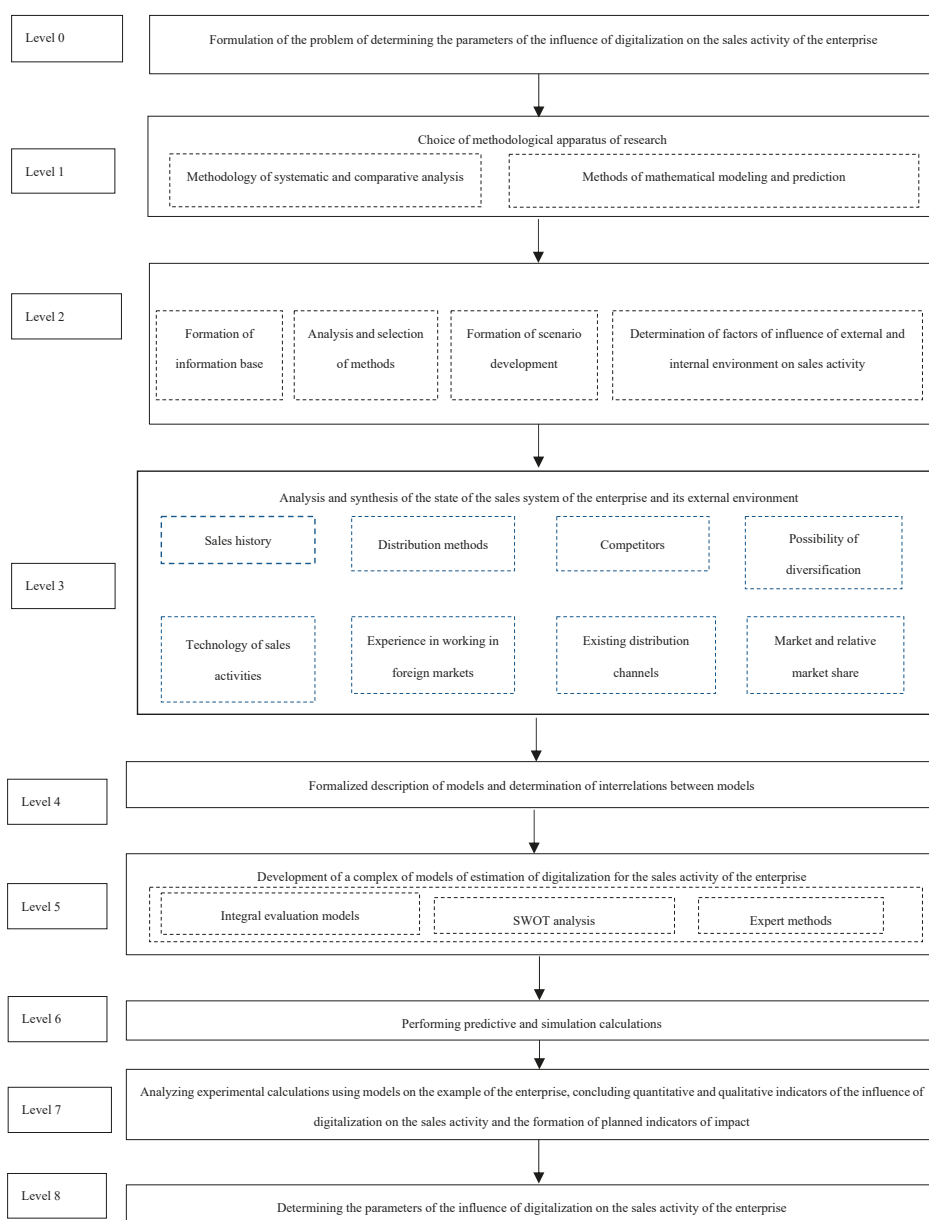 Level 0
Formulation of the problem of determining the parameters of the influence of digitalization on the sales activity of the enterprise
Level 1
Choice of methodological apparatus of research
Methodology of systematic and comparative analysis
Methods of mathematical modeling and prediction
Level 2
Formation of
information base
Analysis and selection
of methods
Formation of scenario
development
Determination of factors of influence of external and
internal environment on sales activity
Level 3
Analysis and synthesis of the state of the sales system of the enterprise and its external environment
Sales history
Distribution methods
Competitors
Possibility of
diversification
Technology of sales
activities
Experience in working in
foreign markets
Existing distribution
channels
Market and relative
market share
Level 4
Formalized description of models and determination of interrelations between models
Level 5
Development of a complex of models of estimation of digitalization for the sales activity of the enterprise
Integral evaluation models
SWOT analysis
Expert methods
Level 6
Performing predictive and simulation calculations
Level 7
Analyzing experimental calculations using models on the example of the enterprise, concluding quantitative and qualitative indicators of the influence of
digitalization on the sales activity and the formation of planned indicators of impact
Level 8
Determining the parameters of the influence of digitalization on the sales activity of the enterprise